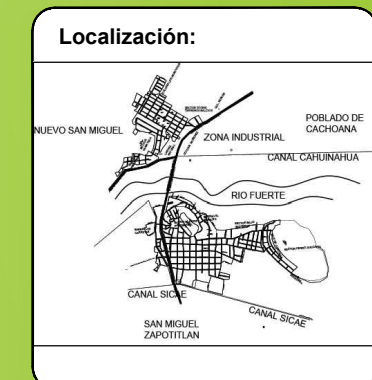 Localización:
NUEVO SAN MIGUEL
ZONA INDUSTRIAL
POBLADO DE
CACHOANA
CANAL CAHUINAHUA
RIO FUERTE
CANAL SICAE
CANAL SICAE
SAN MIGUEL
ZAPOTITLAN